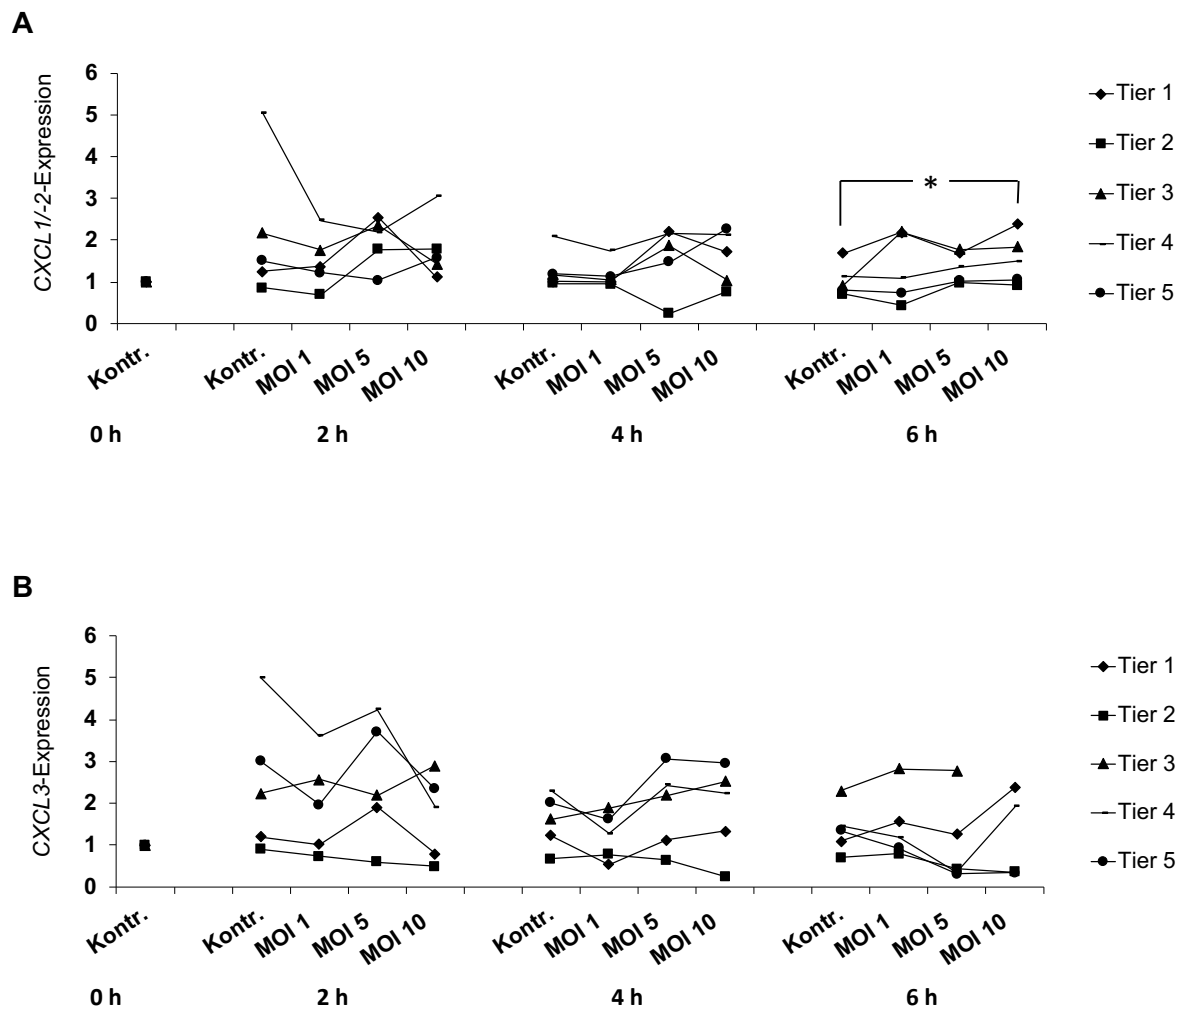 A
CXCL1/-2-Expression
6
5
4
3
2
1
0
*
Tier 1
Tier 2
Tier 3
Tier 4
Tier 5
Kontr. Kontr. MOI 1 MOI 5 MOI 10 Kontr. MOI 1 MOI 5 MOI 10 Kontr. MOI 1 MOI 5 MOI 10
0 h 2 h 4 h 6 h
B
CXCL3-Expression
6
5
4
3
2
1
0
Tier 1
Tier 2
Tier 3
Tier 4
Tier 5
Kontr. Kontr. MOI 1 MOI 5 MOI 10 Kontr. MOI 1 MOI 5 MOI 10 Kontr. MOI 1 MOI 5 MOI 10
0 h 2 h 4 h 6 h